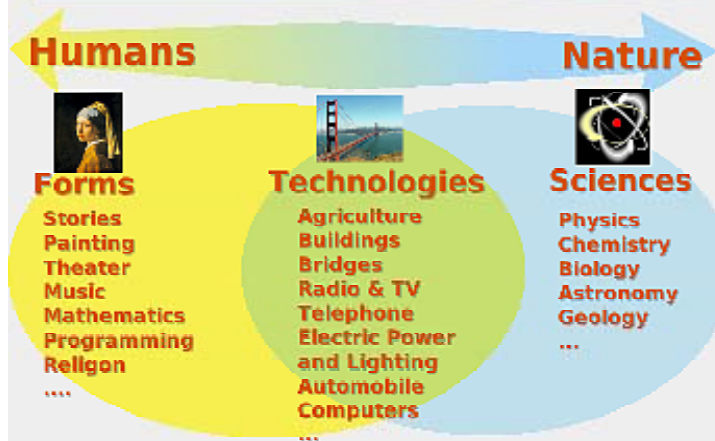 Humans
Nature
Forms
Stories
Painting
Theater
Music
Mathematics
Programming
Religon
....
Technologies
Agriculture
Buildings
Bridges
Radio & TV
Telephone
Electric Power
and Lighting
Automobile
Computers
...
Sciences
Physics
Chemistry
Biology
Astronomy
Geology
...